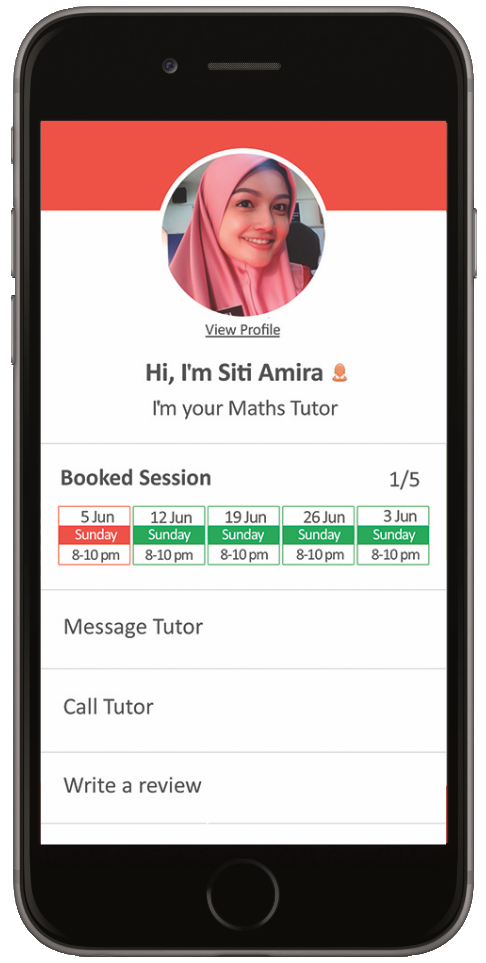 View Profile
Hi, I'm Siti Amira
I'm your Maths Tutor
Booked Session 1/5
5 Jun 12 Jun 19 Jun 26 Jun 3 Jun
Sunday Sunday Sunday Sunday Sunday
8-10 pm 8-10 pm 8-10 pm 8-10 pm 8-10 pm
Message Tutor
Call Tutor
Write a review